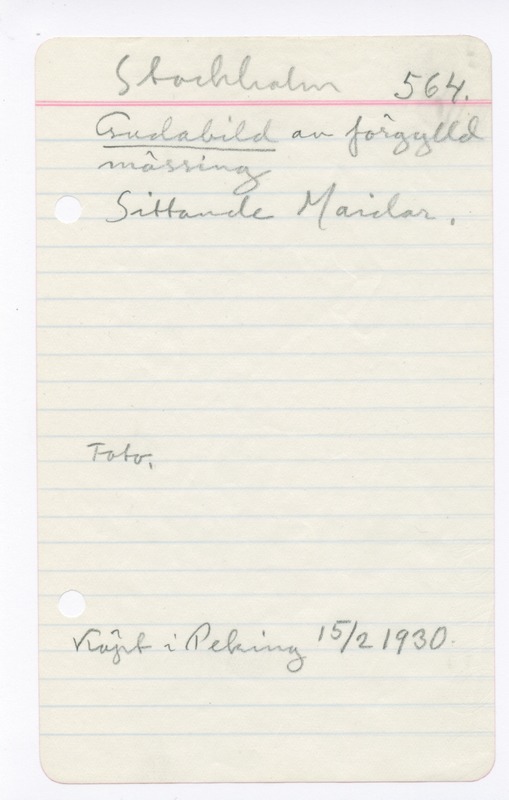 Stockholm 564.
Gudabild av förgylld
mässing
Sittande Maidar.
Foto.
Köpt i Peking 15/2 1930.